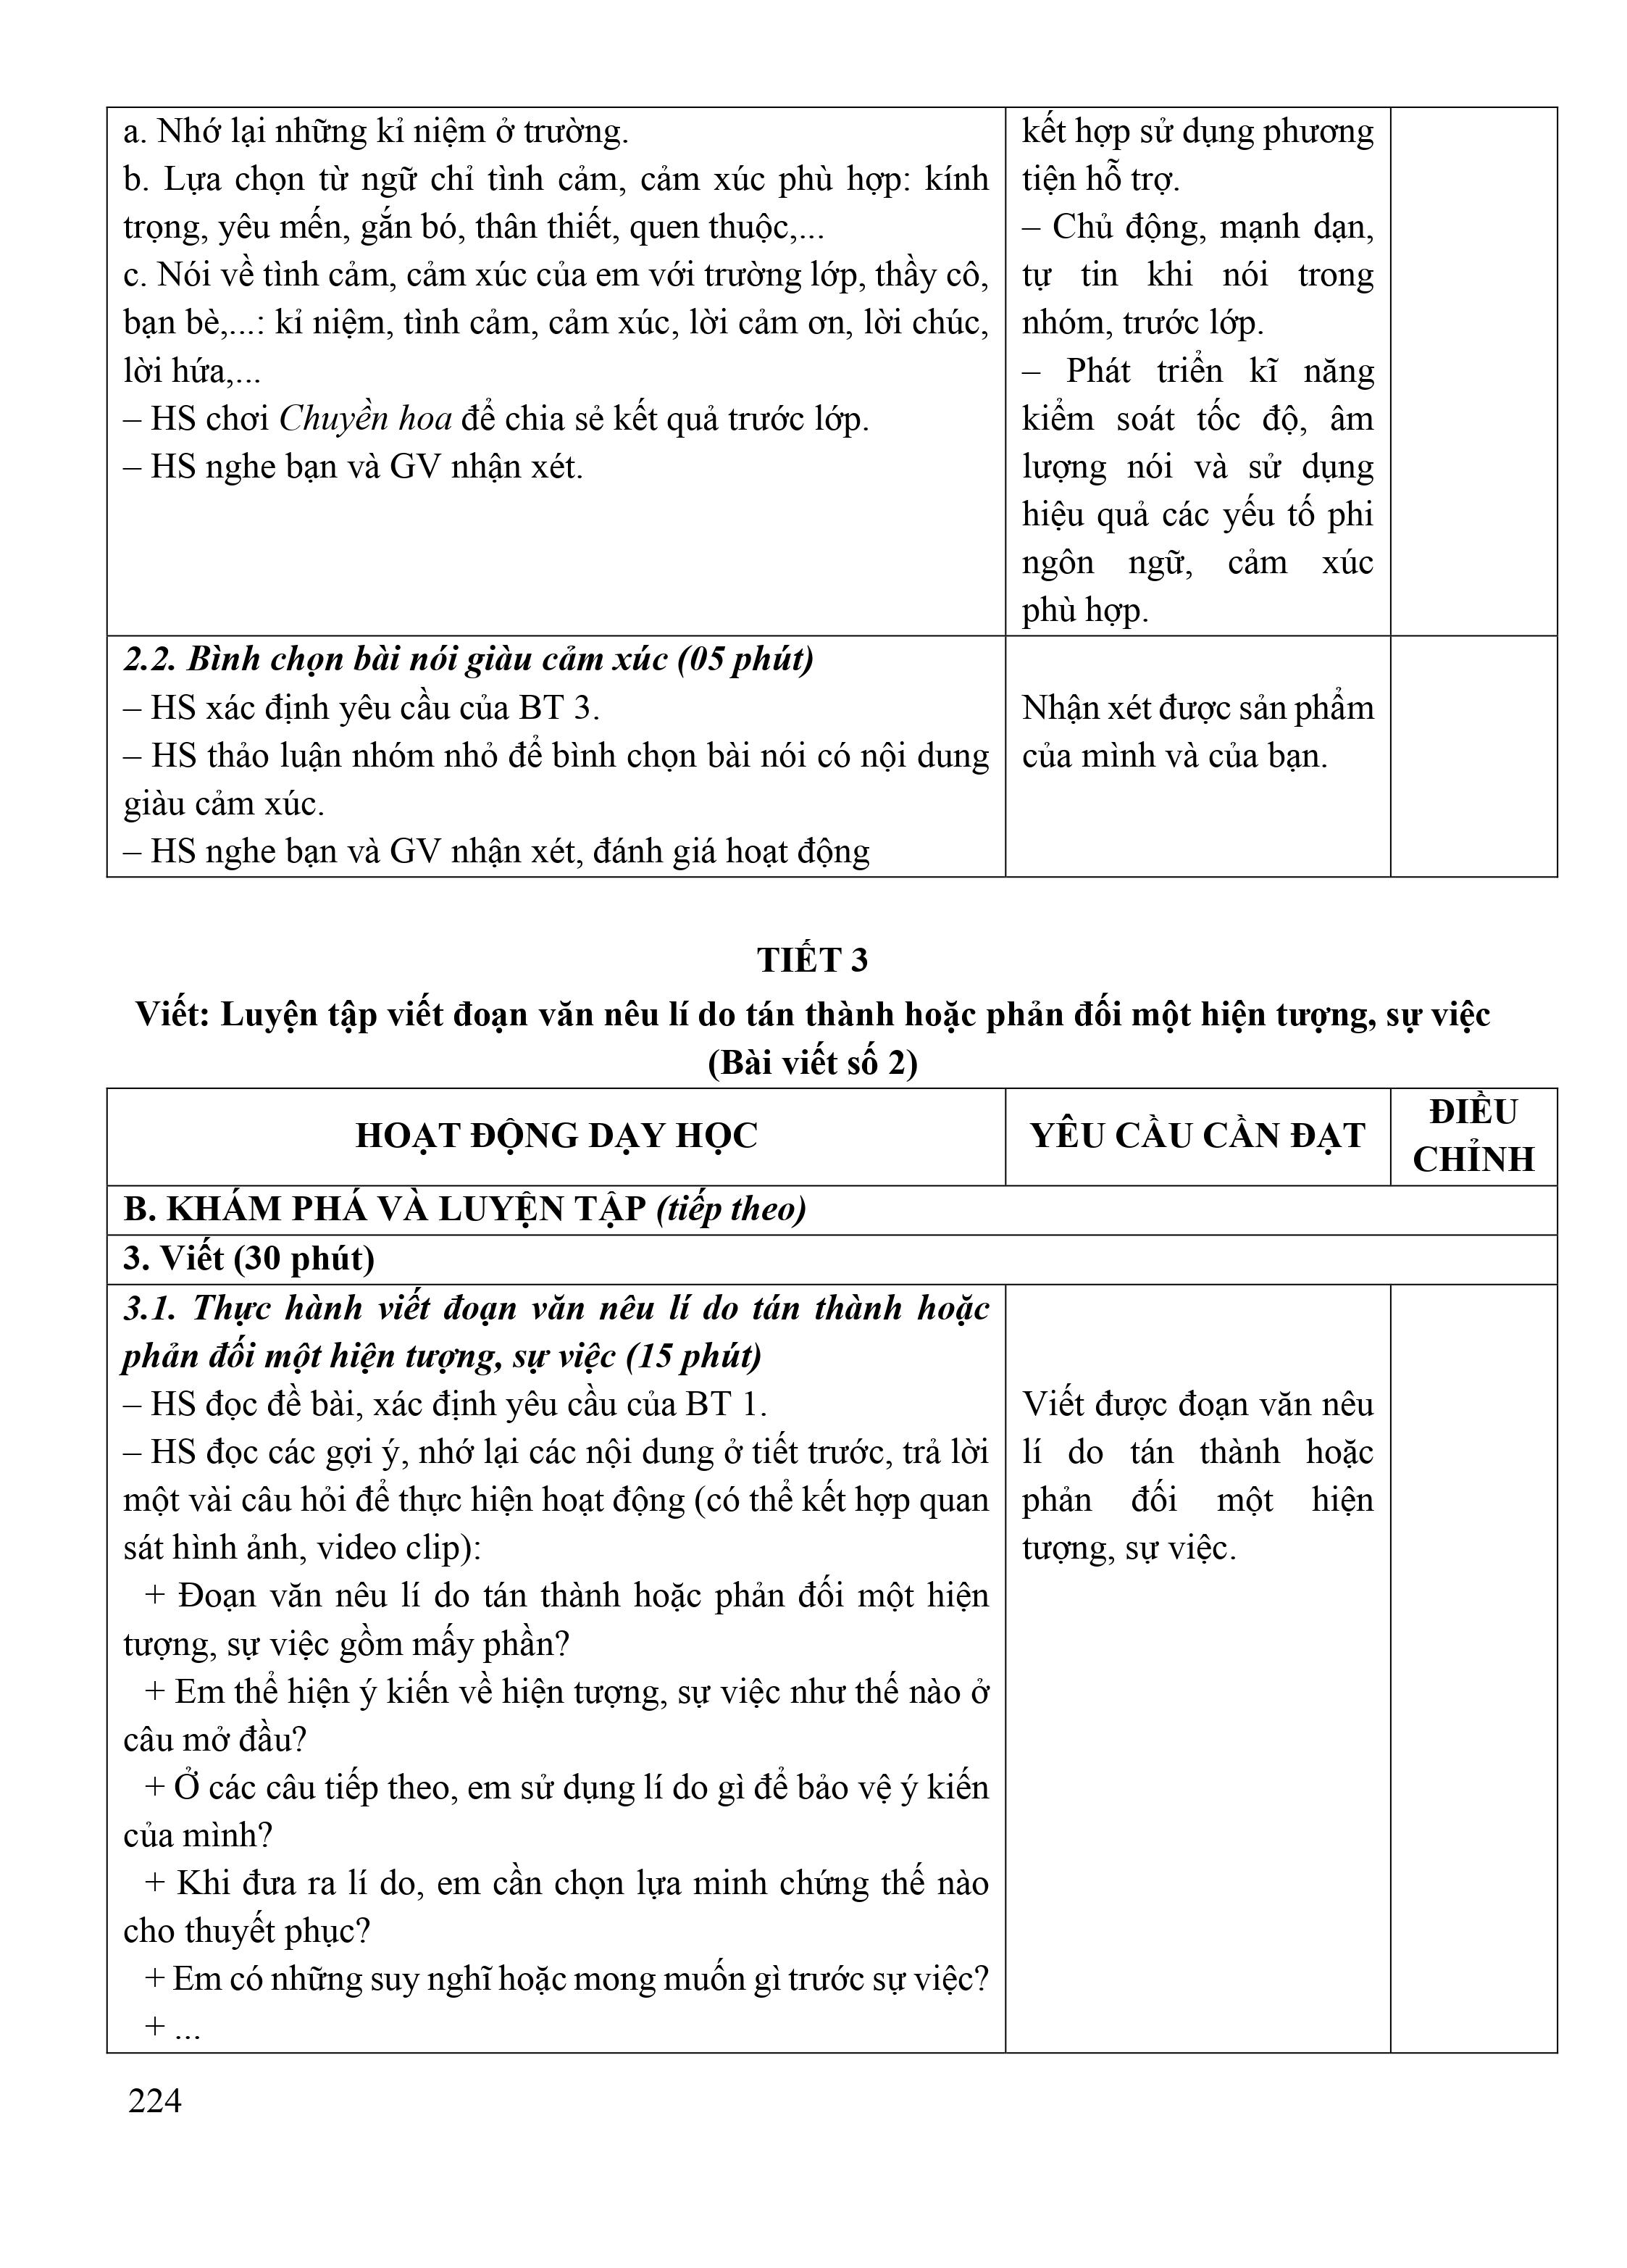 a. Nhớ lại những kỉ niệm ở trường.
b. Lựa chọn từ ngữ chỉ tình cảm, cảm xúc phù hợp: kính
trọng, yêu mến, gắn bó, thân thiết, quen thuộc,...
c. Nói về tình cảm, cảm xúc của em với trường lớp, thầy cô,
bạn bè,...: kỉ niệm, tình cảm, cảm xúc, lời cảm ơn, lời chúc,
lời hứa,...
– HS chơi Chuyền hoa để chia sẻ kết quả trước lớp.
– HS nghe bạn và GV nhận xét.
kết hợp sử dụng phương
tiện hỗ trợ.
– Chủ động, mạnh dạn,
tự tin khi nói trong
nhóm, trước lớp.
– Phát triển kĩ năng
kiểm soát tốc độ, âm
lượng nói và sử dụng
hiệu quả các yếu tố phi
ngôn ngữ, cảm xúc
phù hợp.
2.2. Bình chọn bài nói giàu cảm xúc (05 phút)
– HS xác định yêu cầu của BT 3.
– HS thảo luận nhóm nhỏ để bình chọn bài nói có nội dung
giàu cảm xúc.
– HS nghe bạn và GV nhận xét, đánh giá hoạt động
Nhận xét được sản phẩm
của mình và của bạn.
TIẾT 3
Viết: Luyện tập viết đoạn văn nêu lí do tán thành hoặc phản đối một hiện tượng, sự việc
(Bài viết số 2)
HOẠT ĐỘNG DẠY HỌC
YÊU CẦU CẦN ĐẠT
ĐIỀU
CHỈNH
B. KHÁM PHÁ VÀ LUYỆN TẬP (tiếp theo)
3. Viết (30 phút)
3.1. Thực hành viết đoạn văn nêu lí do tán thành hoặc
phản đối một hiện tượng, sự việc (15 phút)
– HS đọc đề bài, xác định yêu cầu của BT 1.
– HS đọc các gợi ý, nhớ lại các nội dung ở tiết trước, trả lời
một vài câu hỏi để thực hiện hoạt động (có thể kết hợp quan
sát hình ảnh, video clip):
+ Đoạn văn nêu lí do tán thành hoặc phản đối một hiện
tượng, sự việc gồm mấy phần?
+ Em thể hiện ý kiến về hiện tượng, sự việc như thế nào ở
câu mở đầu?
+ Ở các câu tiếp theo, em sử dụng lí do gì để bảo vệ ý kiến
của mình?
+ Khi đưa ra lí do, em cần chọn lựa minh chứng thế nào
cho thuyết phục?
+ Em có những suy nghĩ hoặc mong muốn gì trước sự việc?
+ ...
Viết được đoạn văn nêu
lí do tán thành hoặc
phản đối một hiện
tượng, sự việc.
224